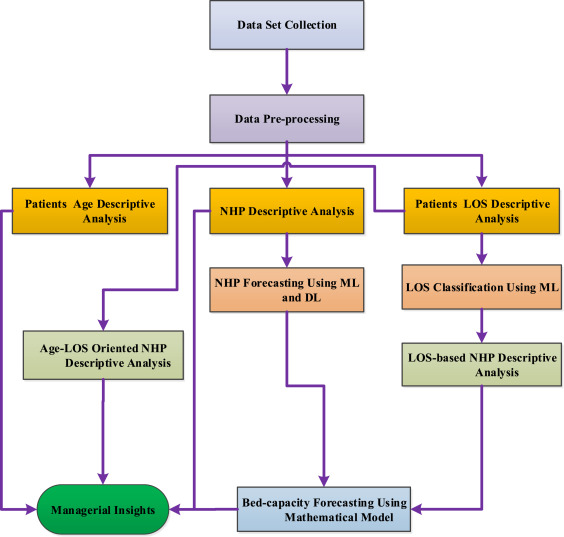 Data Set Collection
Data Pre-processing
Patients Age Descriptive
Analysis
NHP Descriptive Analysis
Patients LOS Descriptive
Analysis
NHP Forecasting Using ML
and DL
LOS Classification Using ML
Age-LOS Oriented NHP
Descriptive Analysis
LOS-based NHP Descriptive
Analysis
Managerial Insights
Bed-capacity Forecasting Using
Mathematical Model